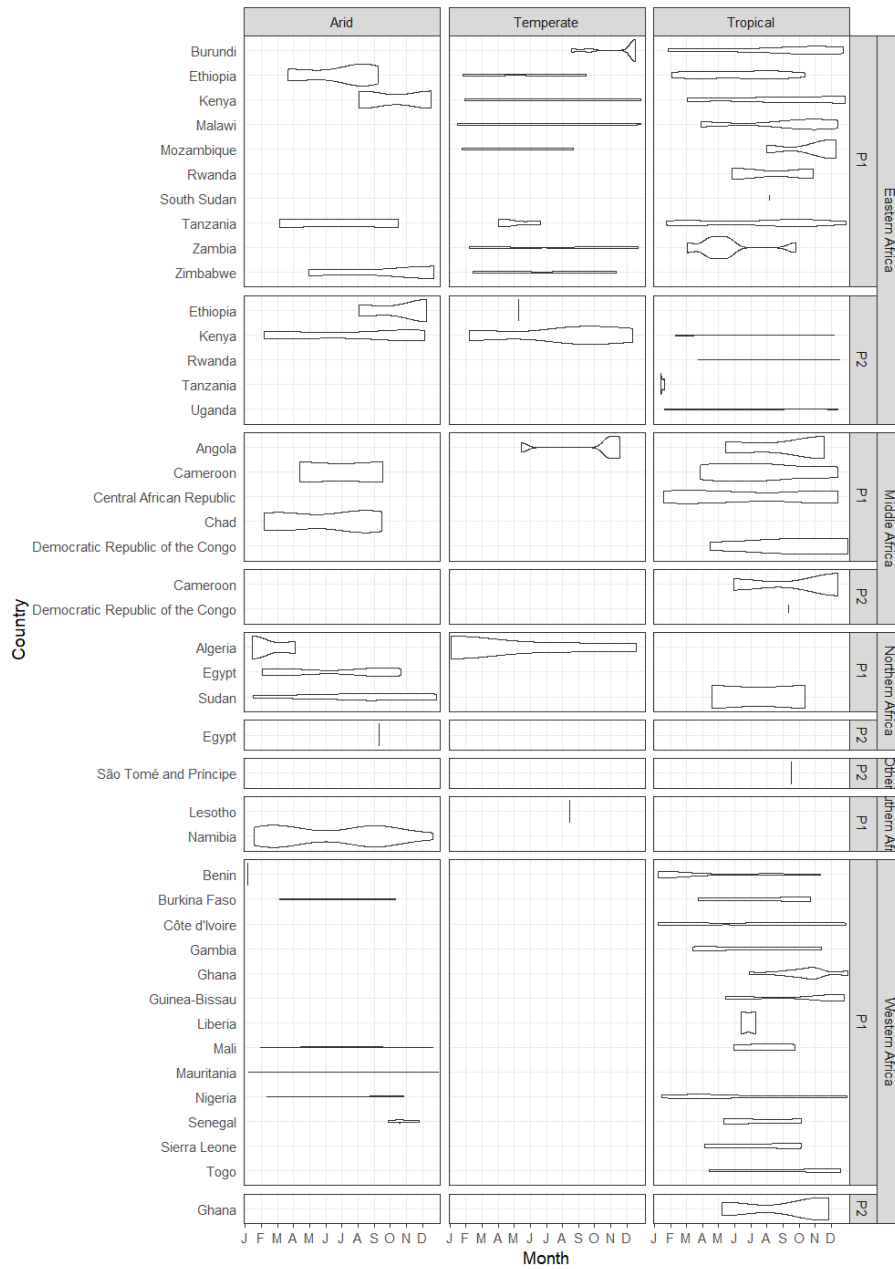 Arid Temperate Tropical
Burundi
Ethiopia
Kenya
Malawi
Mozambique
Rwanda
South Sudan
Tanzania
Zambia
Zimbabwe
P1
Eastern Africa
Ethiopia
Kenya
Rwanda
Tanzania
Uganda
P2
Angola
Cameroon
Central African Republic
Chad
Democratic Republic of the Congo
P1
Middle Africa
Cameroon
Democratic Republic of the Congo
P2
Country
Algeria
Egypt
Sudan
P1
Northern Africa
Egypt
P2
São Tomé and Príncipe
P2
Other
Lesotho
Namibia
P1
uthern Afri
Benin
Burkina Faso
Côte d'Ivoire
Gambia
Ghana
Guinea-Bissau
Liberia
Mali
Mauritania
Nigeria
Senegal
Sierra Leone
Togo
P1
Western Africa
Ghana
P2
J F M A M J J A S O N D J F M A M J J A S O N D J F M A M J J A S O N D
Month